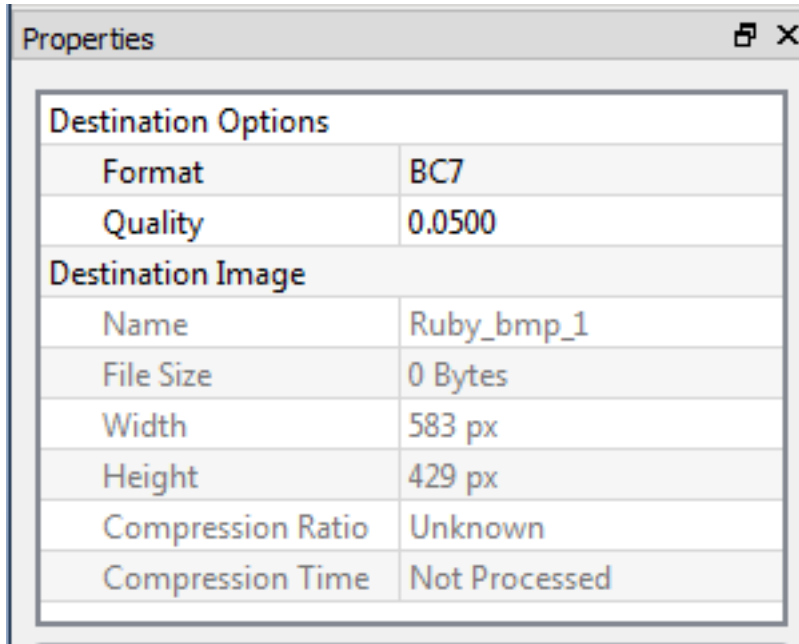 Properties
Destination Options
Format BC7
Quality 0.0500
Destination Image
Name Ruby_bmp_1
File Size 0 Bytes
Width 583 px
Height 429 px
Compression Ratio Unknown
Compression Time Not Processed